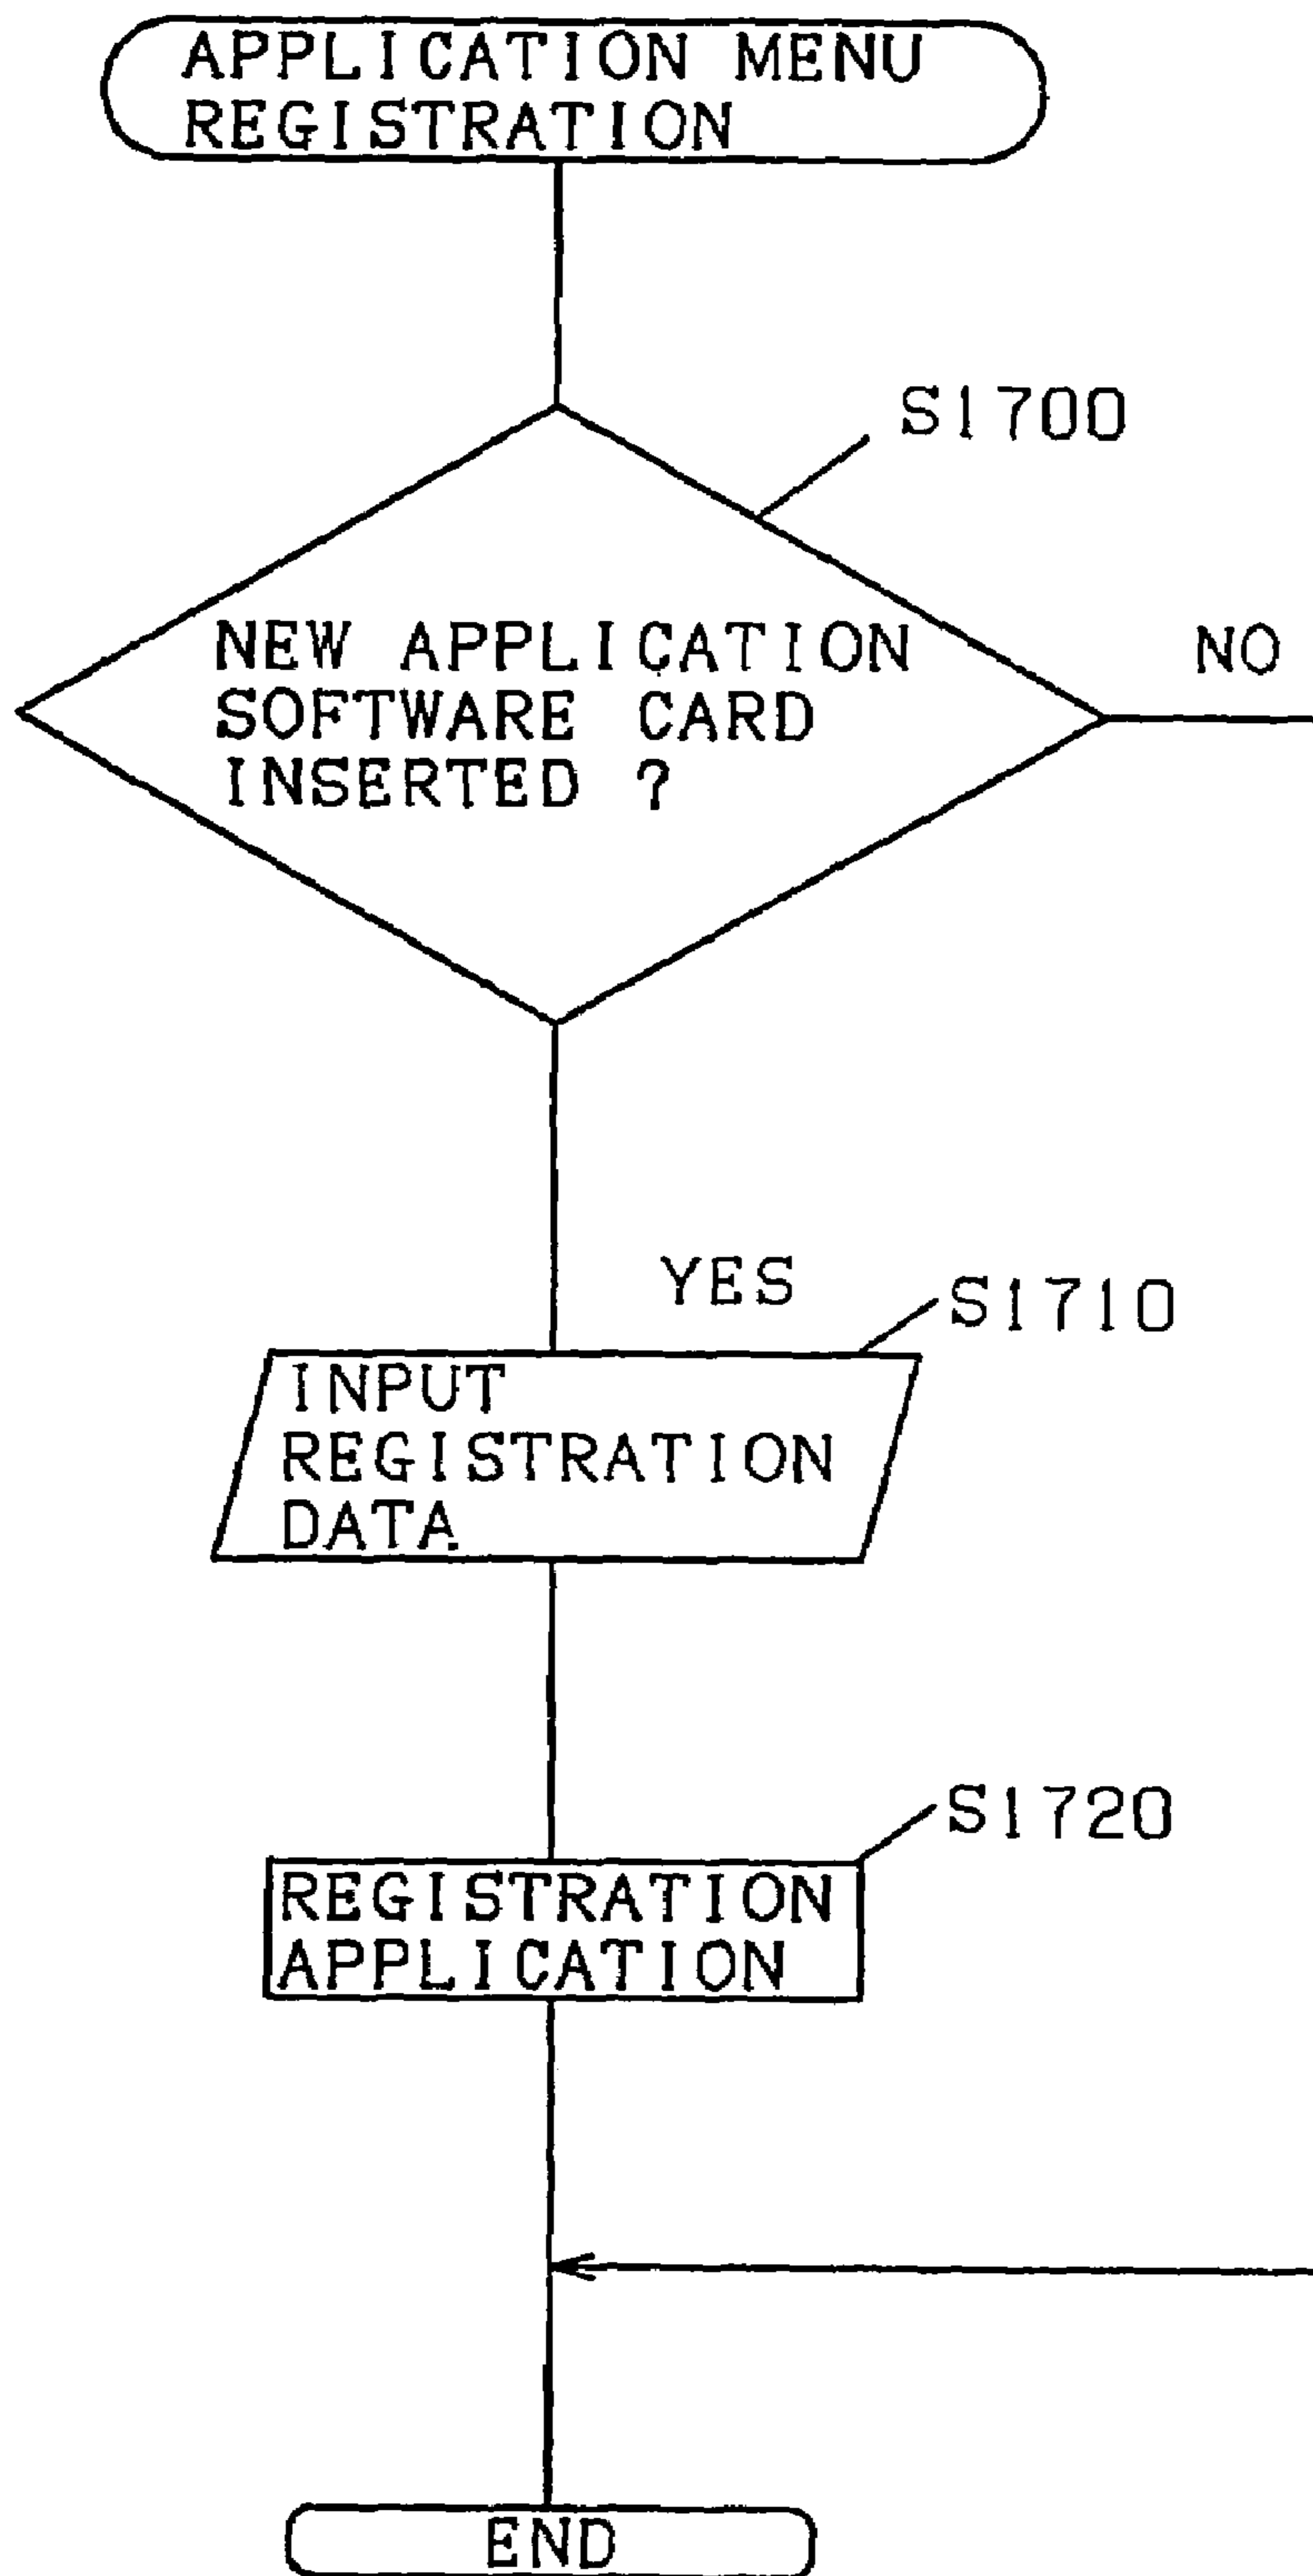 APPLICATION MENU
REGISTRATION
S1700
NEW APPLICATION
SOFTWARE CARD
INSERTED ?
NO
YES
S1710
INPUT
REGISTRATION
DATA
S1720
REGISTRATION
APPLICATION
END